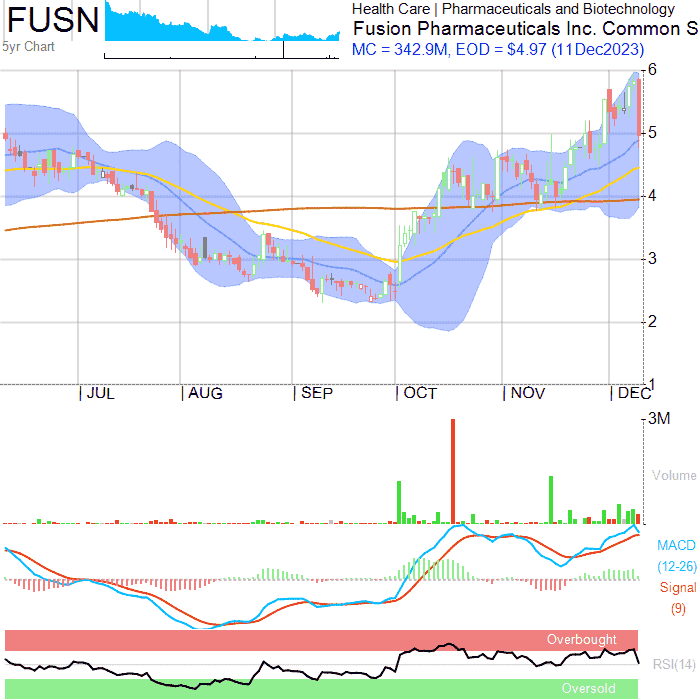 FUSN
5yr Chart
Health Care | Pharmaceuticals and Biotechnology
Fusion Pharmaceuticals Inc. Common S
MC = 342.9M, EOD = $4.97 (11Dec2023)
6
5
4
3
2
1
| JUL | AUG | SEP | OCT | NOV | DEC
3M
Volume
MACD
(12-26)
Signal
(9)
Overbought
RSI(14)
Oversold